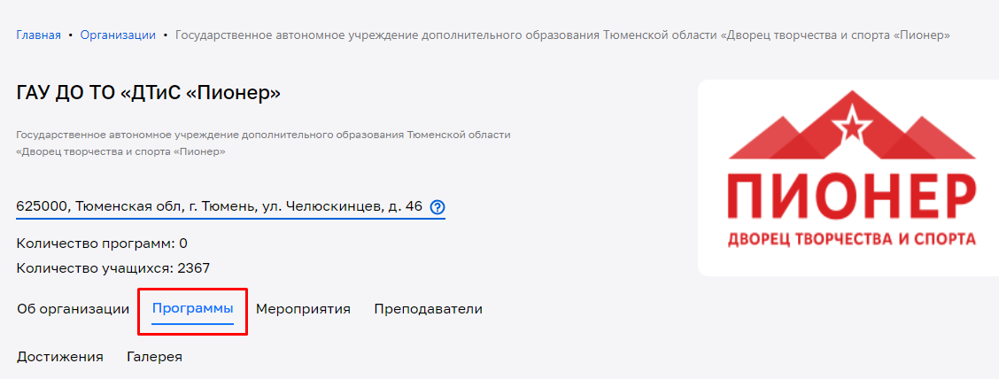 Главная • Организации • Государственное автономное учреждение дополнительного образования Тюменской области «Дворец творчества и спорта «Пионер»
ГАУ ДО ТО «ДТиС «Пионер»
Государственное автономное учреждение дополнительного образования Тюменской области
«Дворец творчества и спорта «Пионер»
625000, Тюменская обл, г. Тюмень, ул. Челюскинцев, д. 46 ?
Количество программ: 0
Количество учащихся: 2367
Об организации Программы Мероприятия Преподаватели
Достижения Галерея
ПИОНЕР
ДВОРЕЦ ТВОРЧЕСТВА И СПОРТА